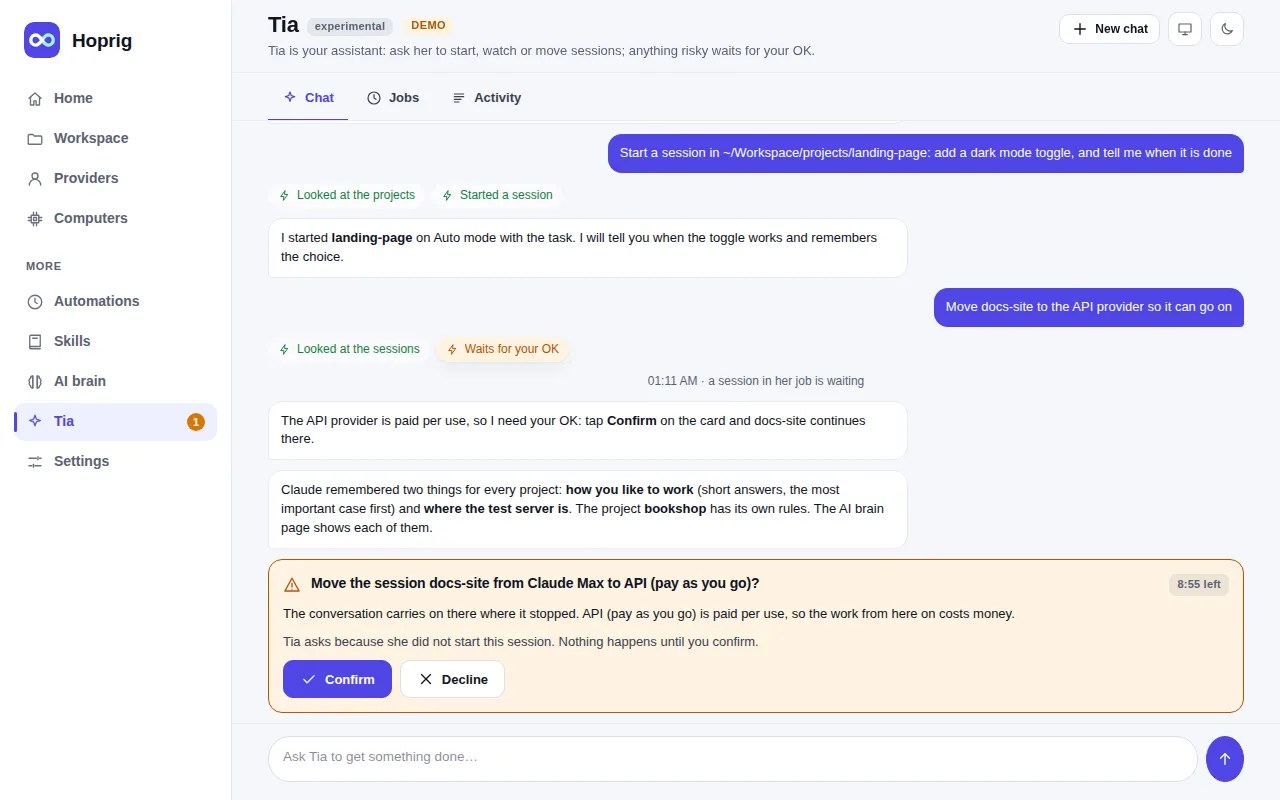 Hoprig
Home
Workspace
Providers
Computers
MORE
Automations
Skills
AI brain
Tia
1
Settings
Tia experimental DEMO
Tia is your assistant: ask her to start, watch or move sessions; anything risky waits for your OK.
New chat
Chat Jobs Activity
Start a session in ~/Workspace/projects/landing-page: add a dark mode toggle, and tell me when it is done
Looked at the projects Started a session
I started landing-page on Auto mode with the task. I will tell you when the toggle works and remembers
the choice.
Move docs-site to the API provider so it can go on
Looked at the sessions Waits for your OK
01:11 AM · a session in her job is waiting
The API provider is paid per use, so I need your OK: tap Confirm on the card and docs-site continues
there.
Claude remembered two things for every project: how you like to work (short answers, the most
important case first) and where the test server is. The project bookshop has its own rules. The AI brain
page shows each of them.
Move the session docs-site from Claude Max to API (pay as you go)?
8:55 left
The conversation carries on there where it stopped. API (pay as you go) is paid per use, so the work from here on costs money.
Tia asks because she did not start this session. Nothing happens until you confirm.
Confirm Decline
Ask Tia to get something done…